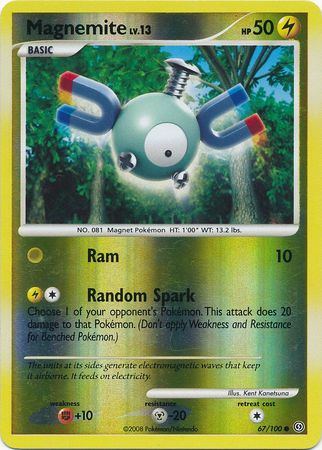 Magnemite LV.13 HP 50
BASIC
NO. 081 Magnet Pokémon HT: 1'00" WT: 13.2 lbs.
Ram 10
Random Spark
Choose 1 of your opponent's Pokémon. This attack does 20
damage to that Pokémon. (Don't apply Weakness and Resistance
for Benched Pokémon.)
The units at its sides generate electromagnetic waves that keep
it airborne. It feeds on electricity.
Illus. Kent Kanetsuna
weakness resistance retreat cost
+10 -20
©2008 Pokémon/Nintendo 67/100